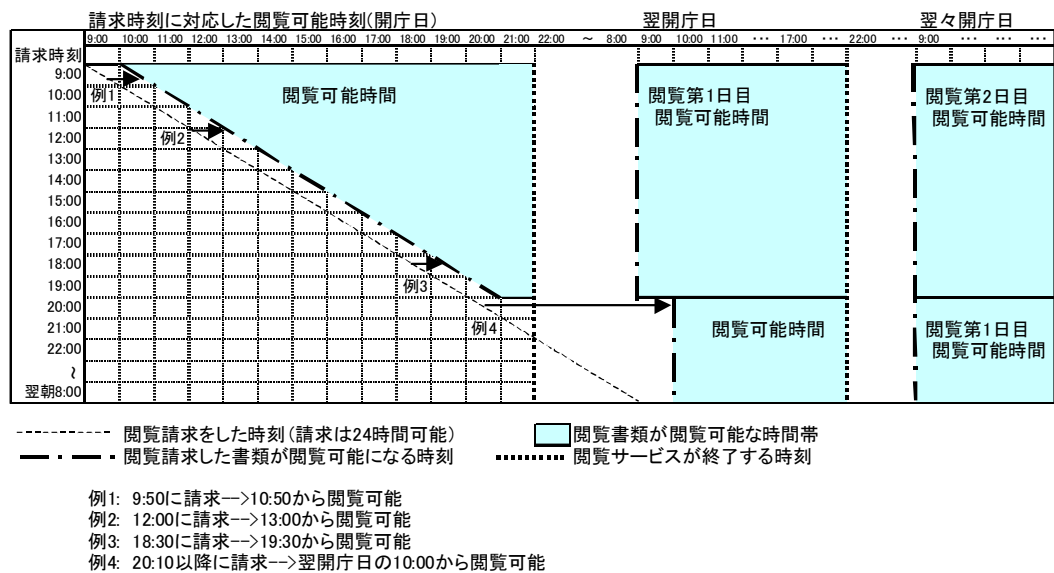 請求時刻に対応した閲覧可能時刻(開庁日) 翌開庁日 翌々開庁日
9:00 10:00 11:00 12:00 13:00 14:00 15:00 16:00 17:00 18:00 19:00 20:00 21:00 22:00 ～ 8:00 9:00 10:00 11:00 … 17:00 … 22:00 … 9:00 … … …
請求時刻
9:00
10:00
11:00
12:00
13:00
14:00
15:00
16:00
17:00
18:00
19:00
20:00
21:00
22:00
～
翌朝8:00
例1
例2
例3
例4
閲覧可能時間
閲覧第1日目
閲覧可能時間
閲覧第2日目
閲覧可能時間
閲覧可能時間
閲覧第1日目
閲覧可能時間
閲覧請求をした時刻(請求は24時間可能) 閲覧書類が閲覧可能な時間帯
閲覧請求した書類が閲覧可能になる時刻 閲覧サービスが終了する時刻
例1: 9:50に請求-->10:50から閲覧可能
例2: 12:00に請求-->13:00から閲覧可能
例3: 18:30に請求-->19:30から閲覧可能
例4: 20:10以降に請求-->翌開庁日の10:00から閲覧可能